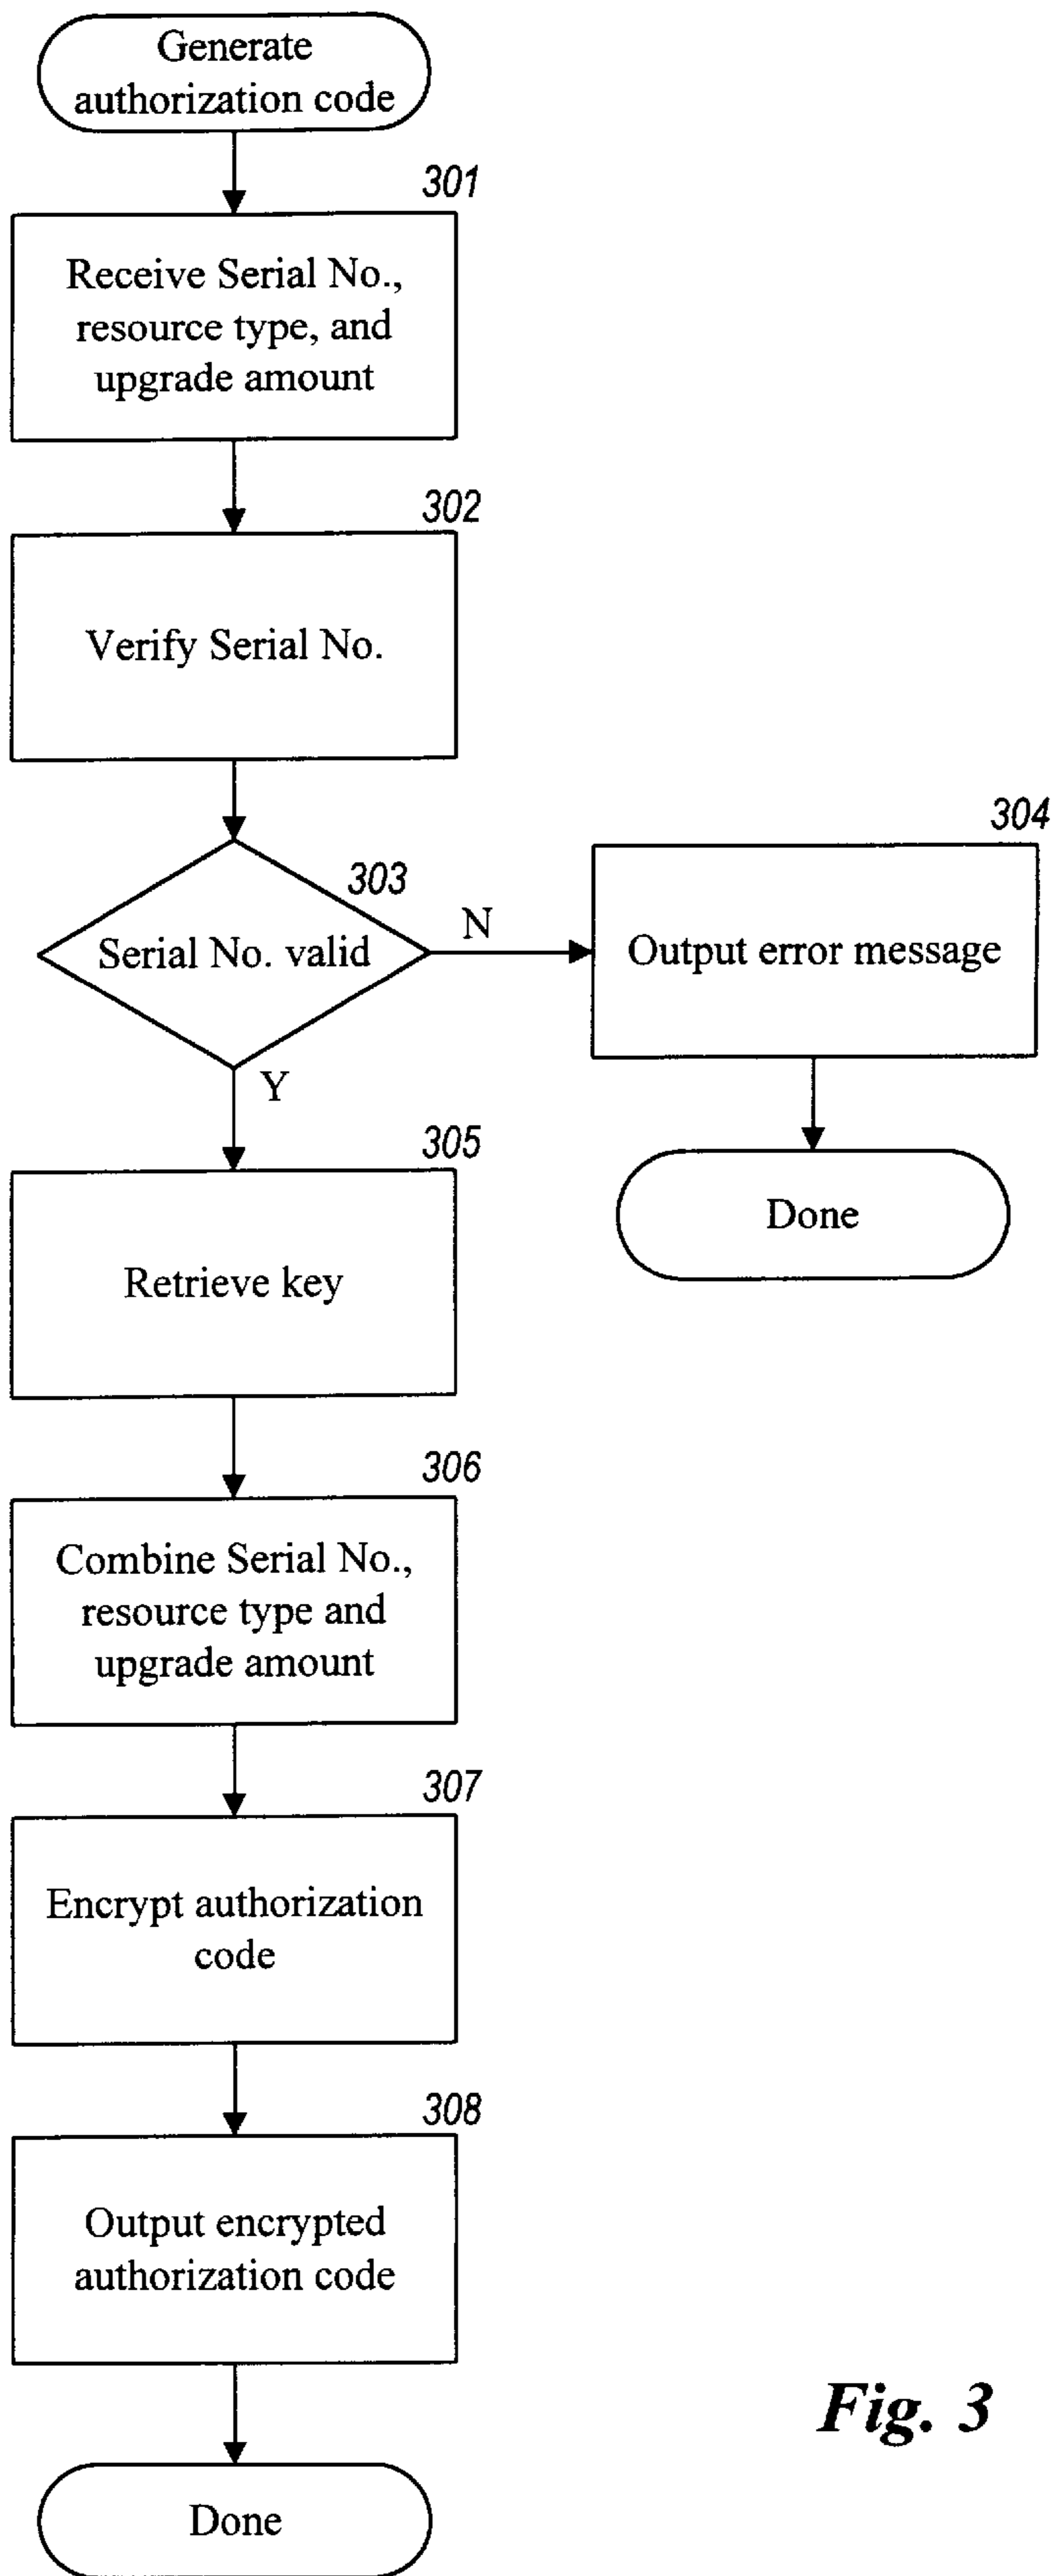 Generate
authorization code
301
Receive Serial No.,
resource type, and
upgrade amount
302
Verify Serial No.
303
Serial No. valid
N
304
Output error message
Done
Y
305
Retrieve key
306
Combine Serial No.,
resource type and
upgrade amount
307
Encrypt authorization
code
308
Output encrypted
authorization code
Done
Fig. 3